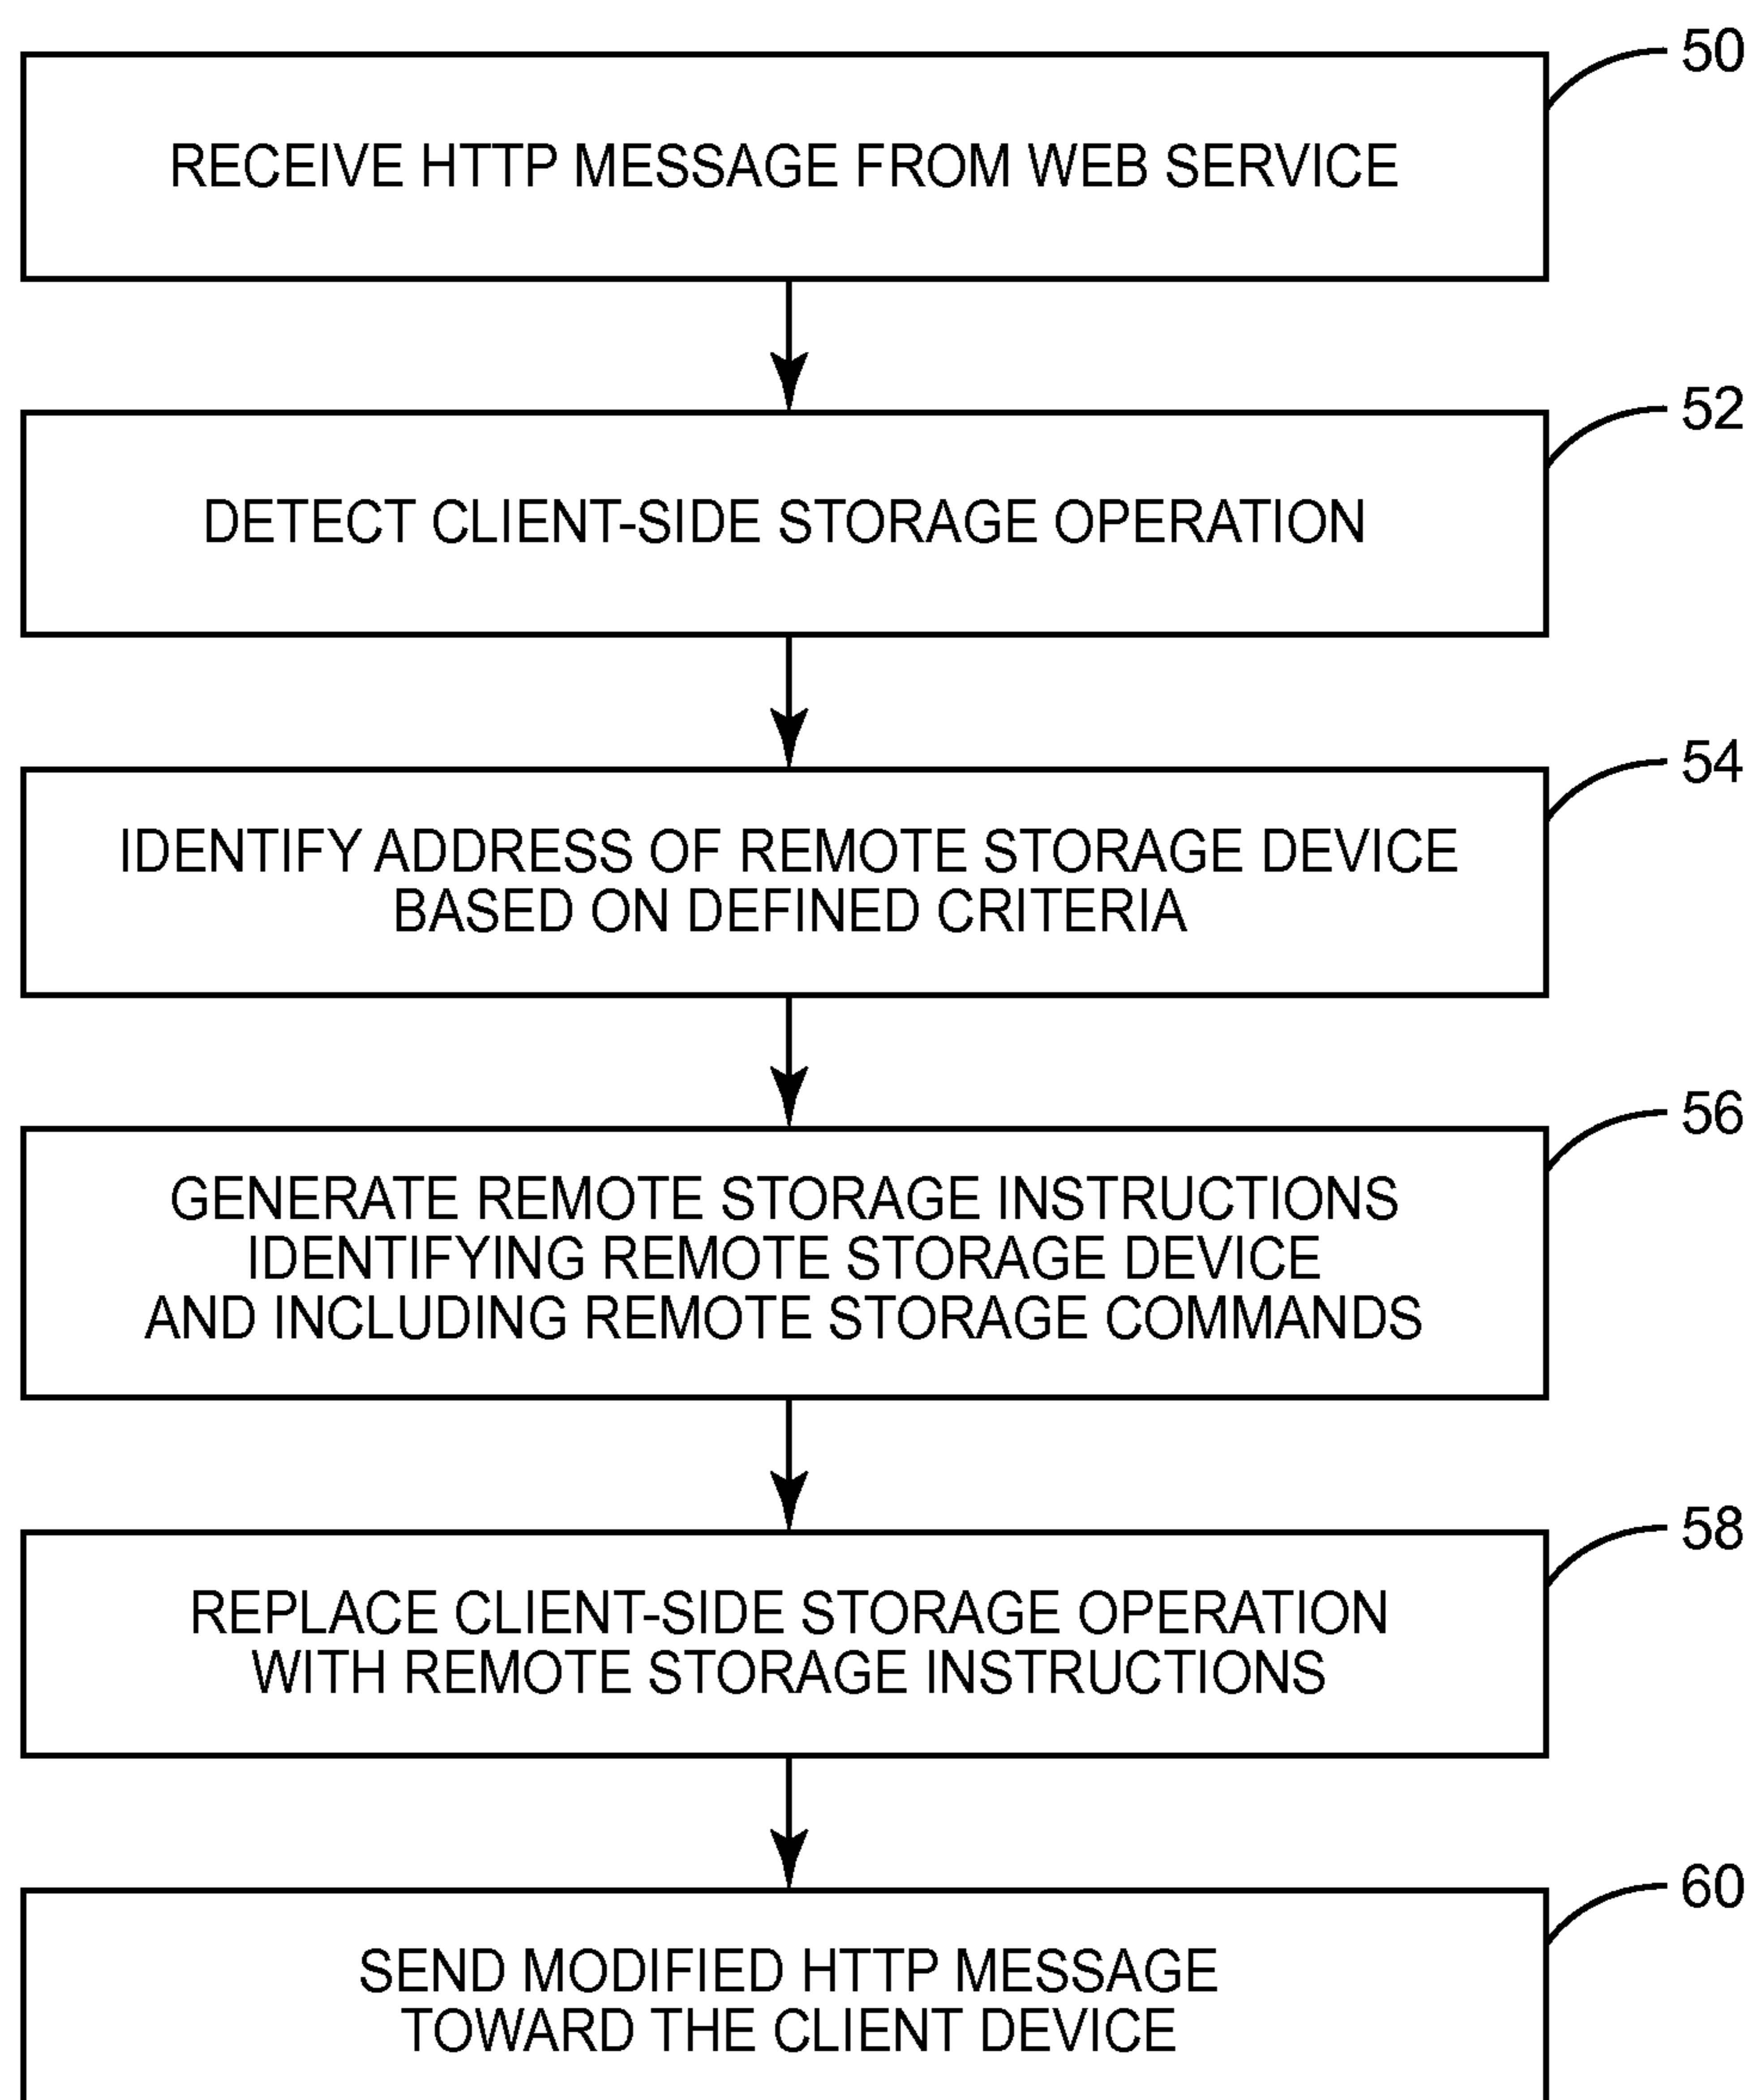 50
RECEIVE HTTP MESSAGE FROM WEB SERVICE
52
DETECT CLIENT-SIDE STORAGE OPERATION
54
IDENTIFY ADDRESS OF REMOTE STORAGE DEVICE
BASED ON DEFINED CRITERIA
56
GENERATE REMOTE STORAGE INSTRUCTIONS
IDENTIFYING REMOTE STORAGE DEVICE
AND INCLUDING REMOTE STORAGE COMMANDS
58
REPLACE CLIENT-SIDE STORAGE OPERATION
WITH REMOTE STORAGE INSTRUCTIONS
60
SEND MODIFIED HTTP MESSAGE
TOWARD THE CLIENT DEVICE